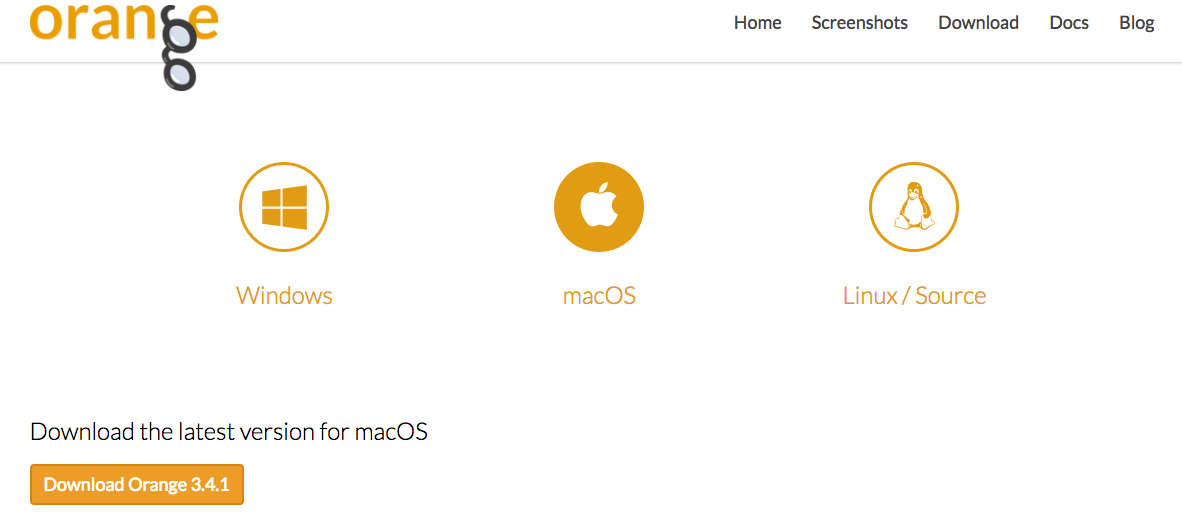 orange
Home Screenshots Download Docs Blog
Windows macOS Linux / Source
Download the latest version for macOS
Download Orange 3.4.1